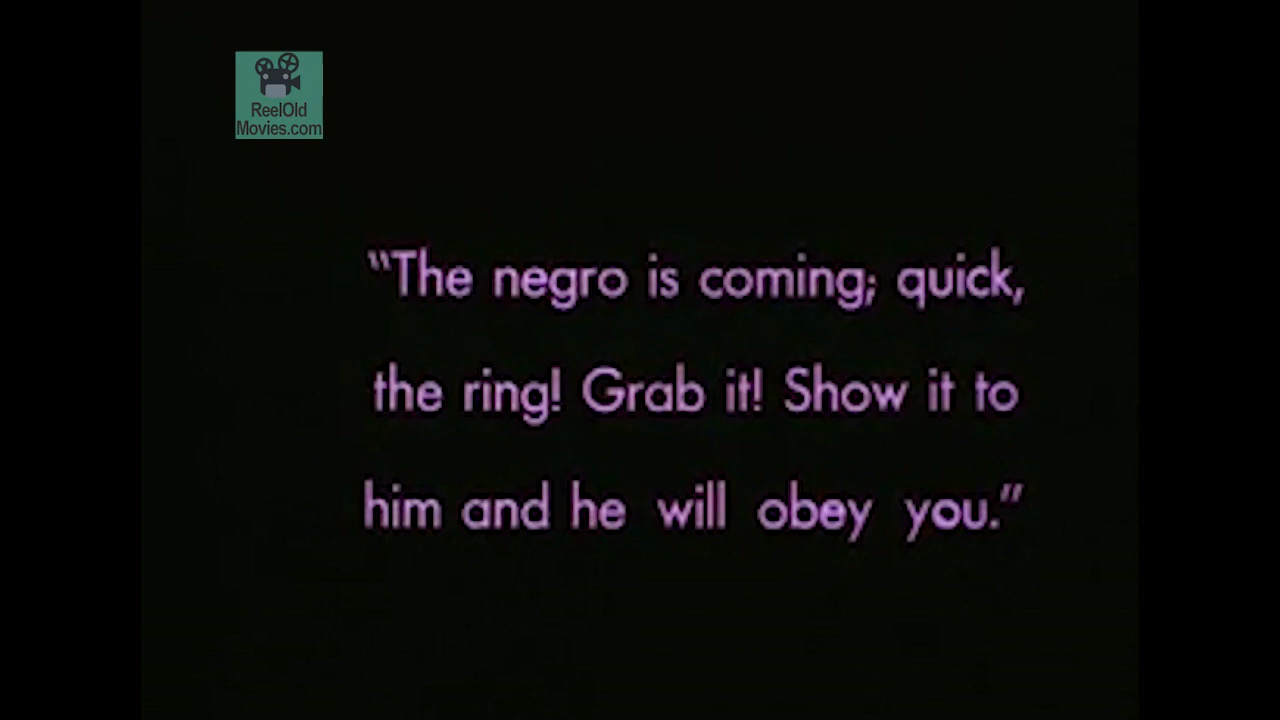 ReelOld
Movies.com
“The negro is coming; quick,
the ring! Grab it! Show it to
him and he will obey you.”